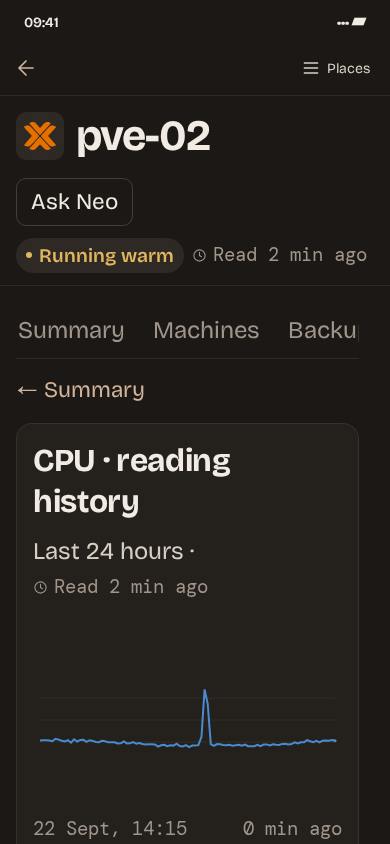 09:41
Places
pve-02
Ask Neo
Running warm
Read 2 min ago
Summary Machines Backu
← Summary
CPU · reading
history
Last 24 hours ·
Read 2 min ago
22 Sept, 14:15 0 min ago